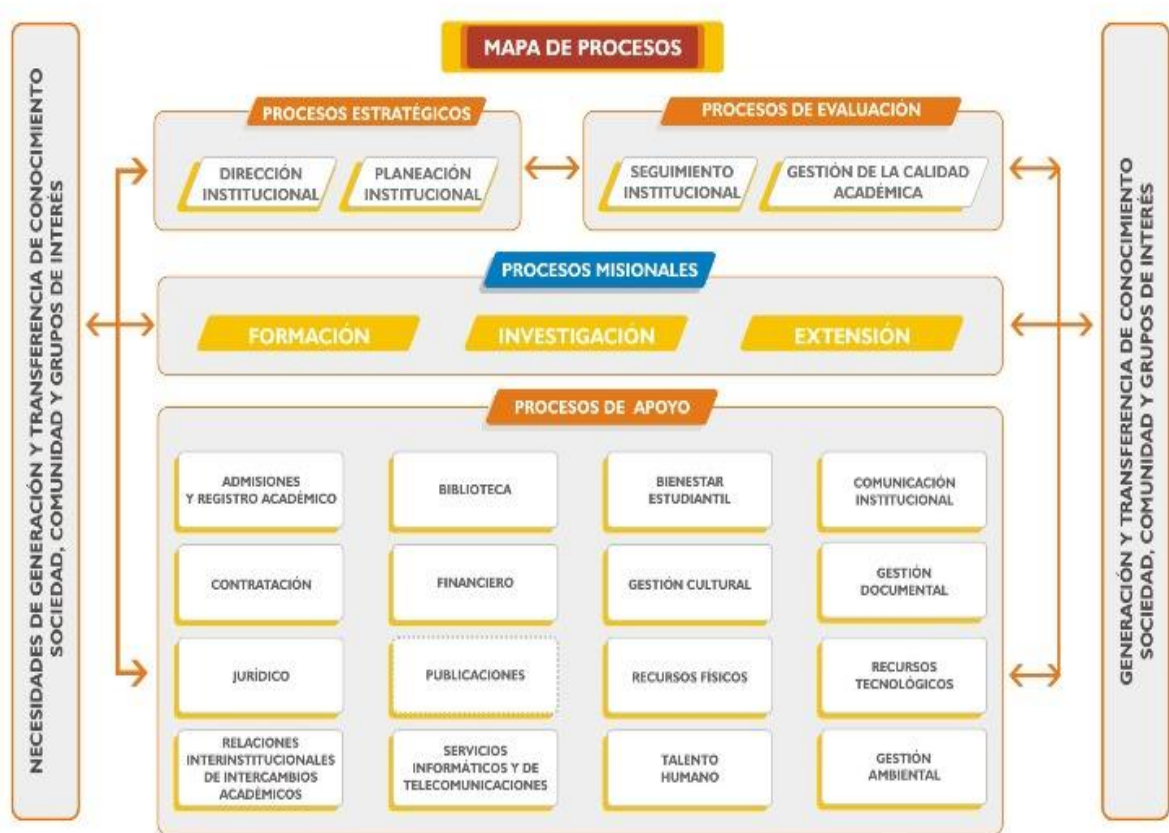 MAPA DE PROCESOS
NECESIDADES DE GENERACIÓN Y TRANSFERENCIA DE CONOCIMIENTO
SOCIEDAD, COMUNIDAD Y GRUPOS DE INTERÉS
PROCESOS ESTRATÉGICOS
DIRECCIÓN
INSTITUCIONAL
PLANEACIÓN
INSTITUCIONAL
PROCESOS DE EVALUACIÓN
SEGUIMIENTO
INSTITUCIONAL
GESTIÓN DE LA CALIDAD
ACADÉMICA
PROCESOS MISIONALES
FORMACIÓN
INVESTIGACIÓN
EXTENSIÓN
PROCESOS DE APOYO
ADMISIONES
Y REGISTRO ACADÉMICO
BIBLIOTECA
BIENESTAR
ESTUDIANTIL
COMUNICACIÓN
INSTITUCIONAL
CONTRATACIÓN
FINANCIERO
GESTIÓN CULTURAL
GESTIÓN
DOCUMENTAL
JURÍDICO
PUBLICACIONES
RECURSOS FÍSICOS
RECURSOS
TECNOLÓGICOS
RELACIONES
INTERINSTITUCIONALES
DE INTERCAMBIOS
ACADÉMICOS
SERVICIOS
INFORMÁTICOS Y DE
TELECOMUNICACIONES
TALENTO
HUMANO
GESTIÓN
AMBIENTAL
GENERACIÓN Y TRANSFERENCIA DE CONOCIMIENTO
SOCIEDAD, COMUNIDAD Y GRUPOS DE INTERÉS